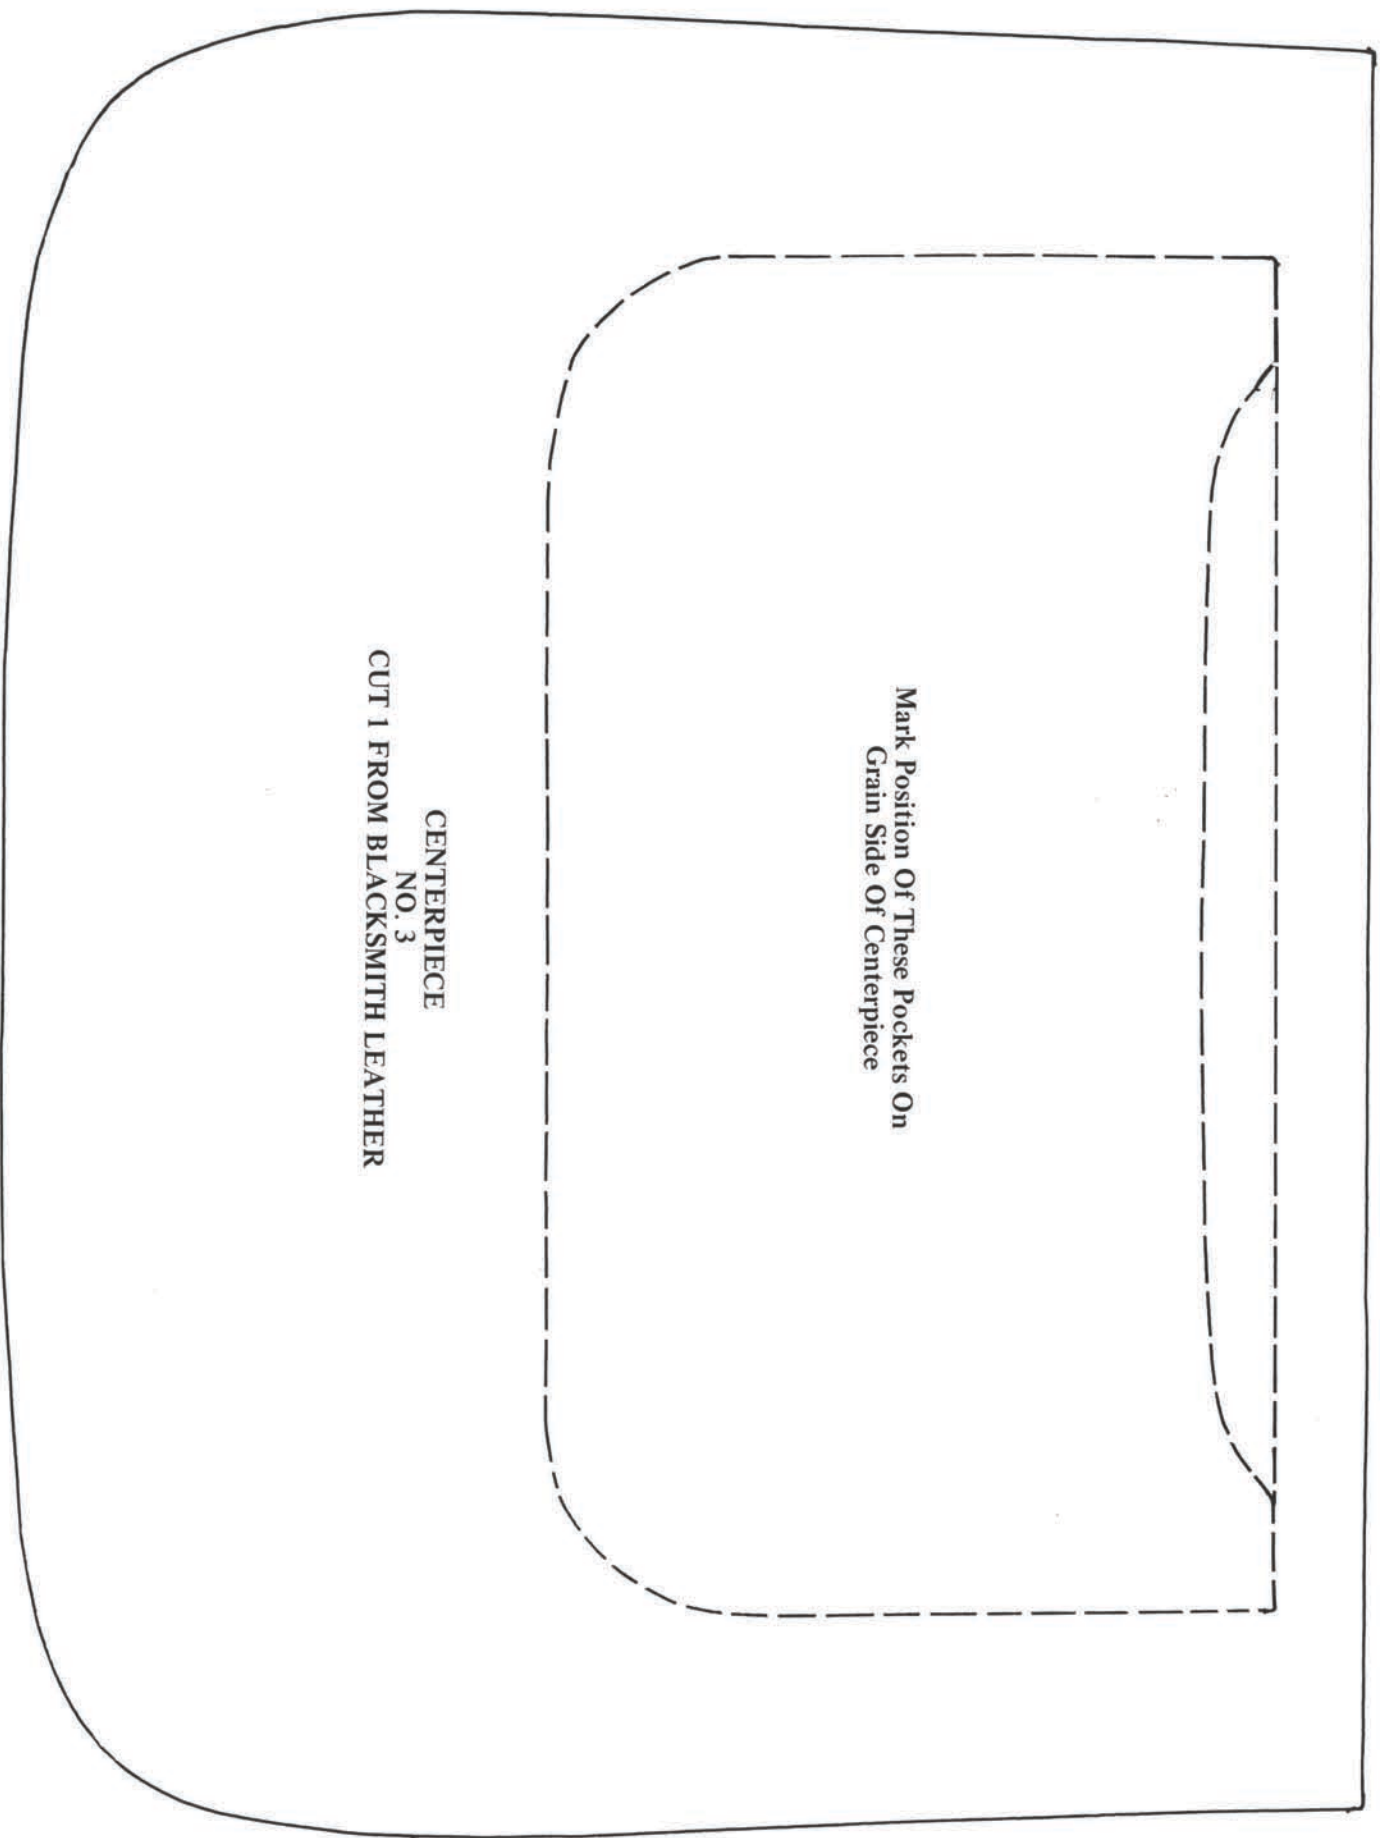 Mark Position Of These Pockets On
Grain Side Of Centerpiece
CENTERPIECE
NO. 3
CUT 1 FROM BLACKSMITH LEATHER